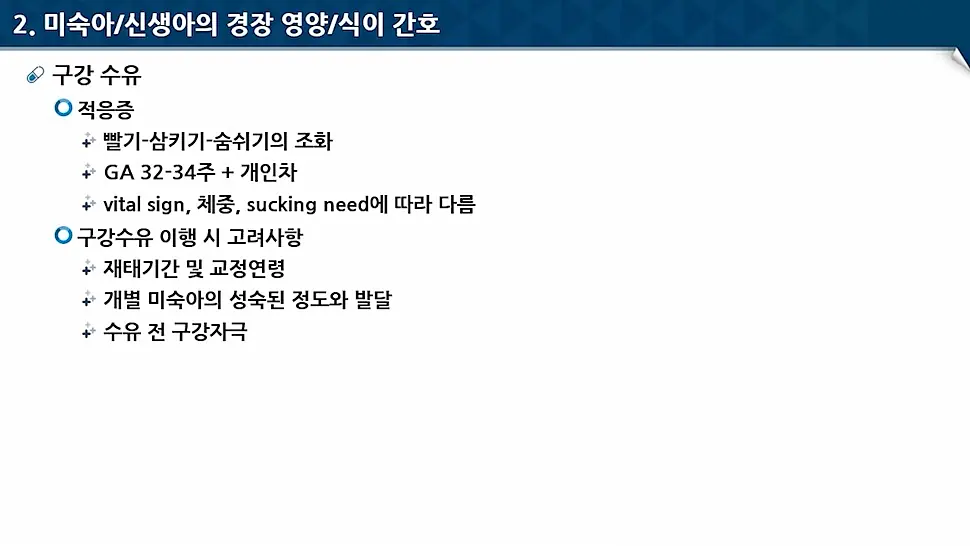 2. 미숙아/신생아의 경장 영양/식이 간호
구강 수유
적응증
빨기-삼키기-숨쉬기의 조화
GA 32-34주 + 개인차
vital sign, 체중, sucking need에 따라 다름
구강수유 이행 시 고려사항
재태기간 및 교정연령
개별 미숙아의 성숙된 정도와 발달
수유 전 구강자극